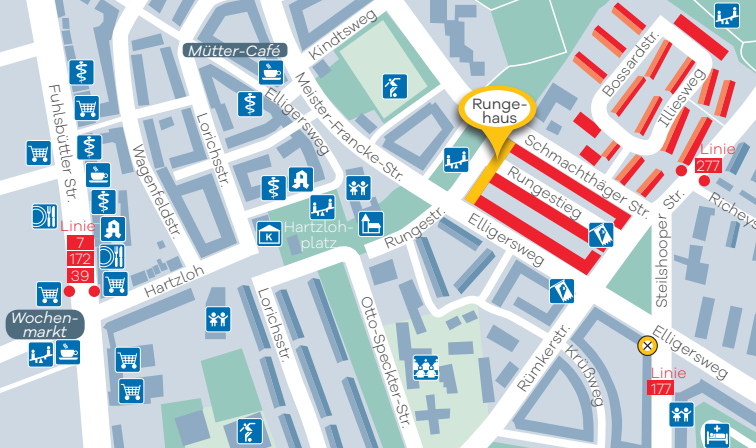 Mütter-Café
Kindtsweg
Meister-Francke-Str.
Elligersweg
Fuhlsbüttler Str.
Lorichsstr.
Wagenfeldstr.
Runge-
haus
Bossardstr.
Illiesweg
Linie
277
Schmachthäger Str.
Rungestieg
Elligersweg
Richeys
Steilshooper Str.
Linie
7
172
39
K
Hartzloh-
platz
Rungestr.
Hartzloh
Wochen-
markt
Lorichsstr.
Otto-Speckter-Str.
Rümkerstr.
Krüßweg
Elligersweg
Linie
177